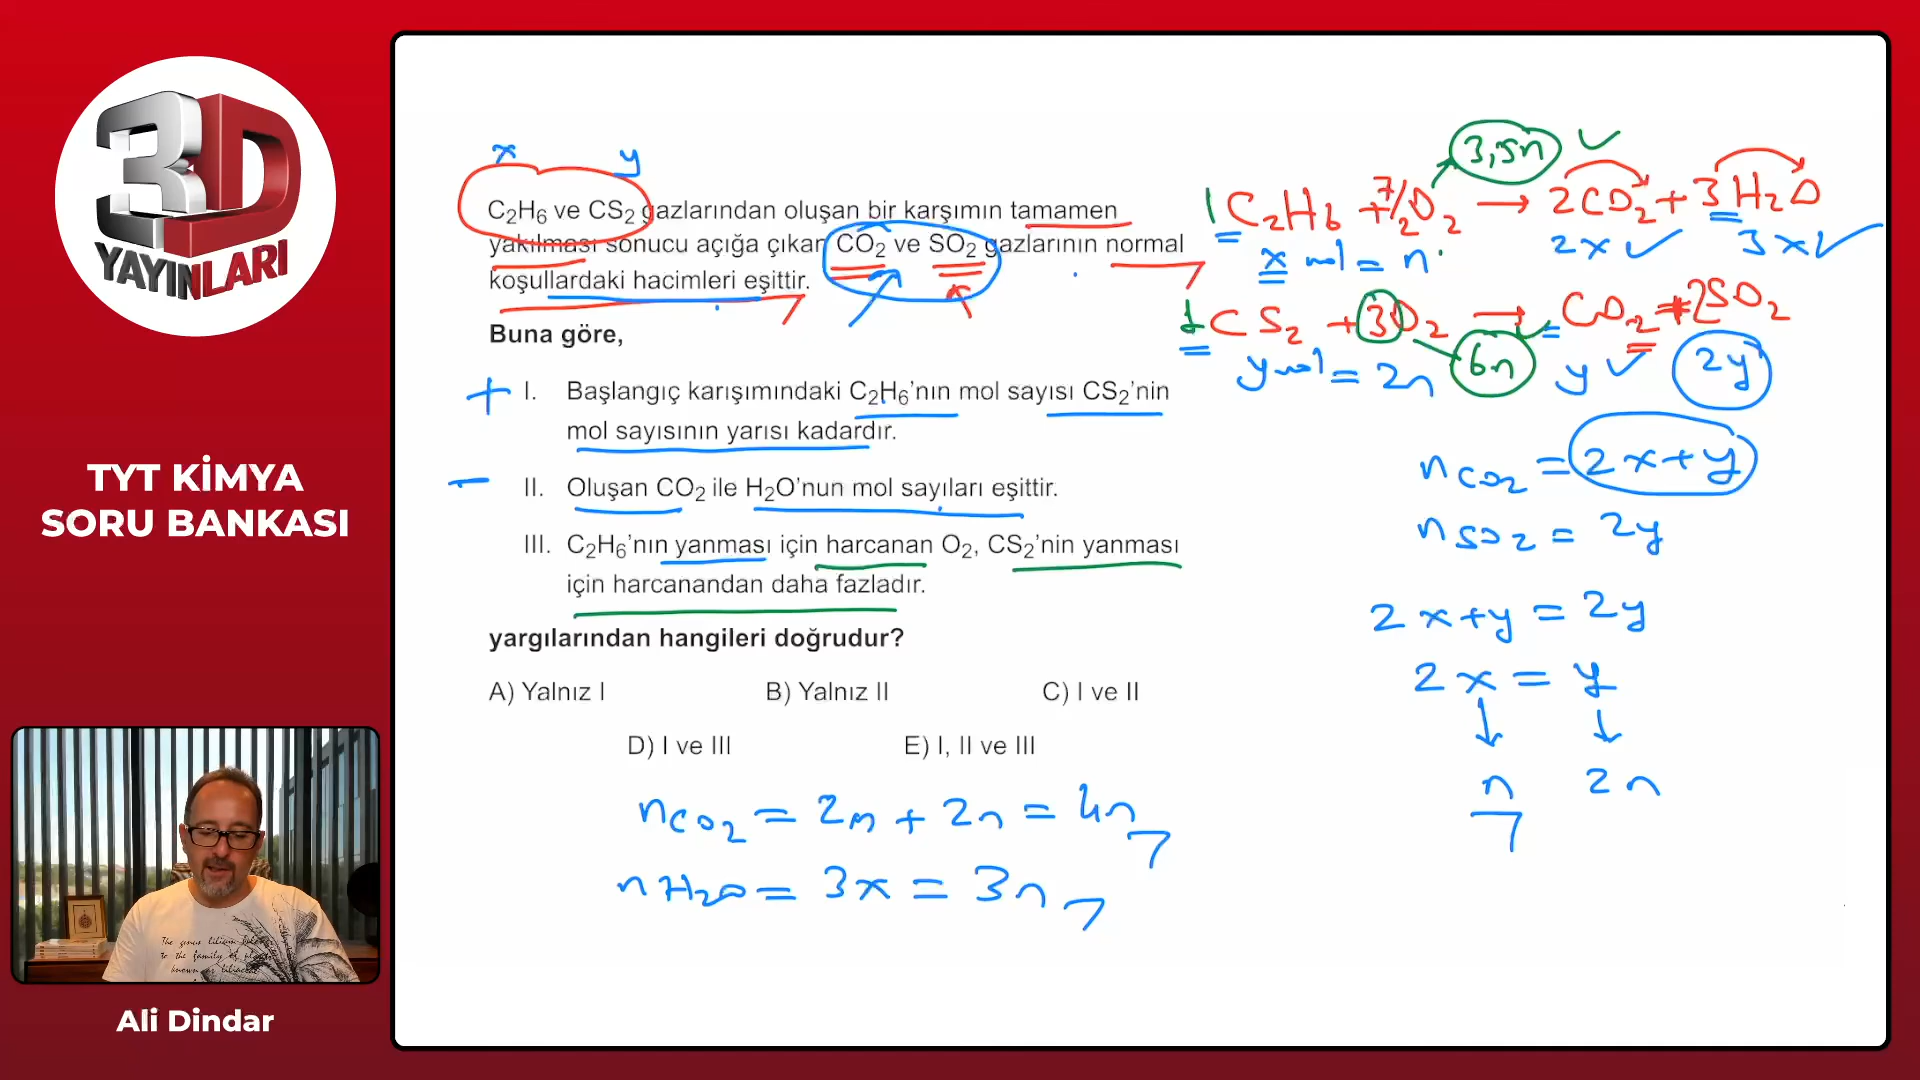 3D
YAYINLARI
TYT KİMYA
SORU BANKASI
Ali Dindar
x y
C₂H₆ ve CS₂ gazlarından oluşan bir karşımın tamamen
yakılması sonucu açığa çıkan CO₂ ve SO₂ gazlarının normal
koşullardaki hacimleri eşittir.
Buna göre,
+ I. Başlangıç karışımındaki C₂H₆'nın mol sayısı CS₂'nin
mol sayısının yarısı kadardır.
− II. Oluşan CO₂ ile H₂O'nun mol sayıları eşittir.
III. C₂H₆'nın yanması için harcanan O₂, CS₂'nin yanması
için harcanandan daha fazladır.
yargılarından hangileri doğrudur?
A) Yalnız I B) Yalnız II C) I ve II
D) I ve III E) I, II ve III
nCO₂ = 2n + 2n = 4n
nH₂O = 3x = 3n
3,5n ✓
1C₂H₆ + 7/2O₂ → 2CO₂ + 3H₂O
x mol = n 2x ✓ 3x ✓
1CS₂ + 3O₂ → CO₂ + 2SO₂
y mol = 2n 6n ✓ y ✓ 2y
nCO₂ = 2x+y
nSO₂ = 2y
2x+y = 2y
2x = y
↓ ↓
n 2n